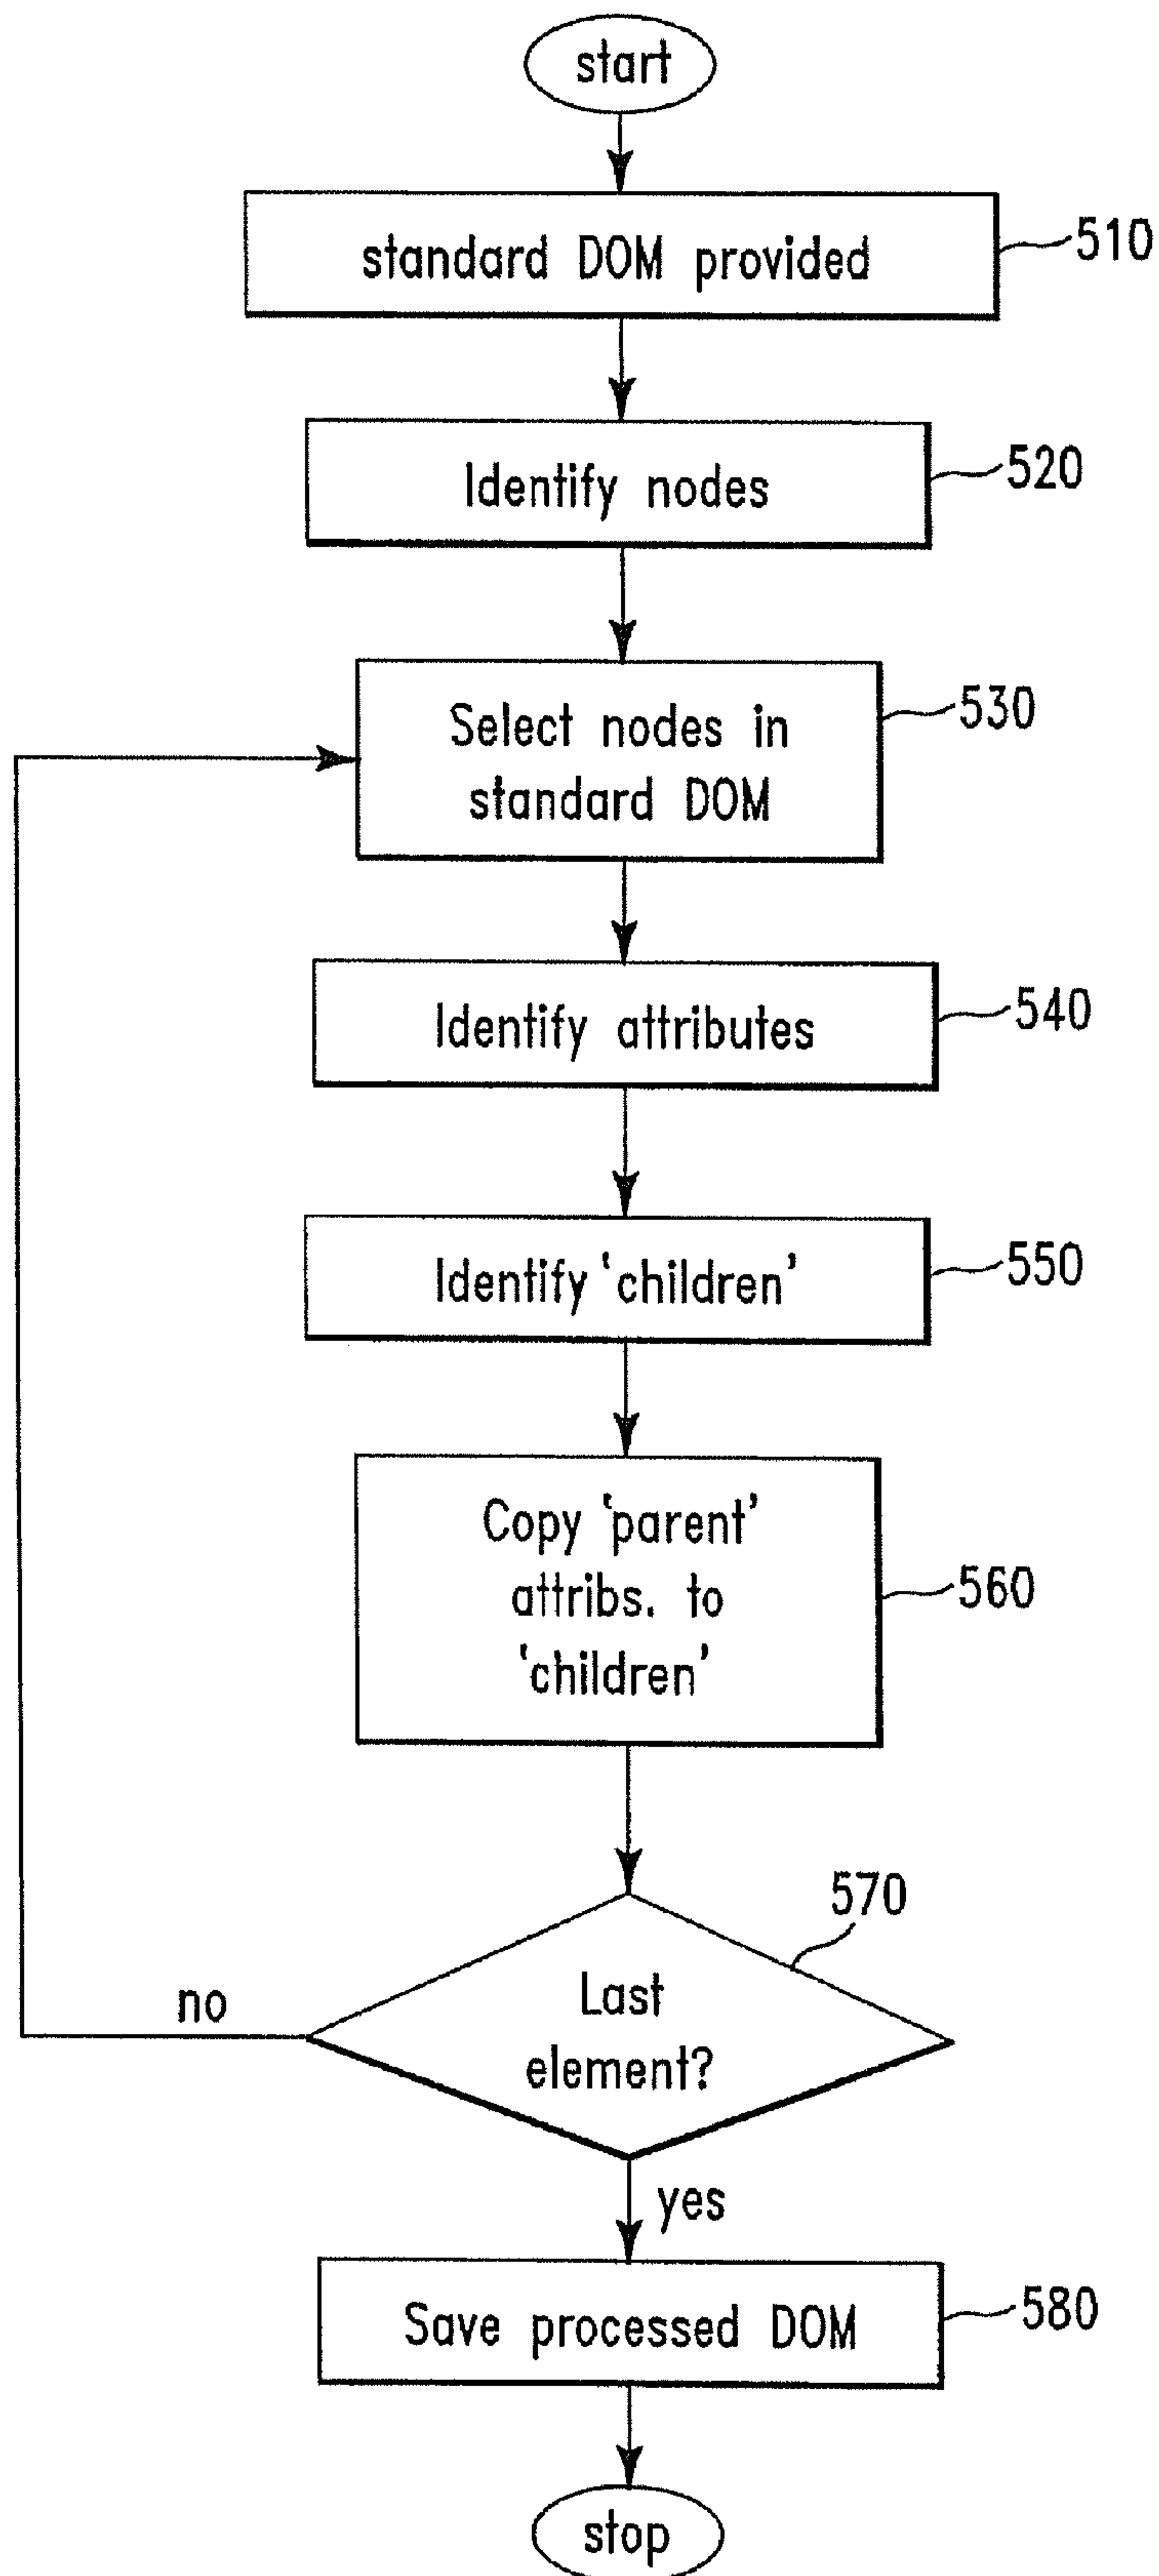 start
standard DOM provided
510
Identify nodes
520
Select nodes in
standard DOM
530
Identify attributes
540
Identify 'children'
550
Copy 'parent'
attribs. to
'children'
560
570
Last
element?
no
yes
Save processed DOM
580
stop